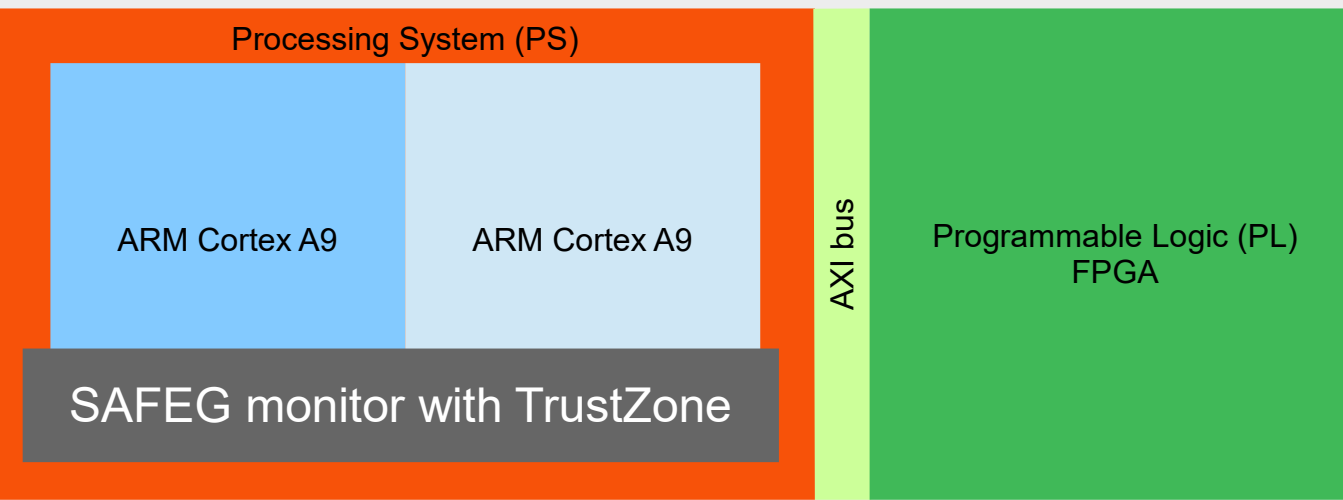 Processing System (PS)
ARM Cortex A9
ARM Cortex A9
SAFEG monitor with TrustZone
AXI bus
Programmable Logic (PL)
FPGA